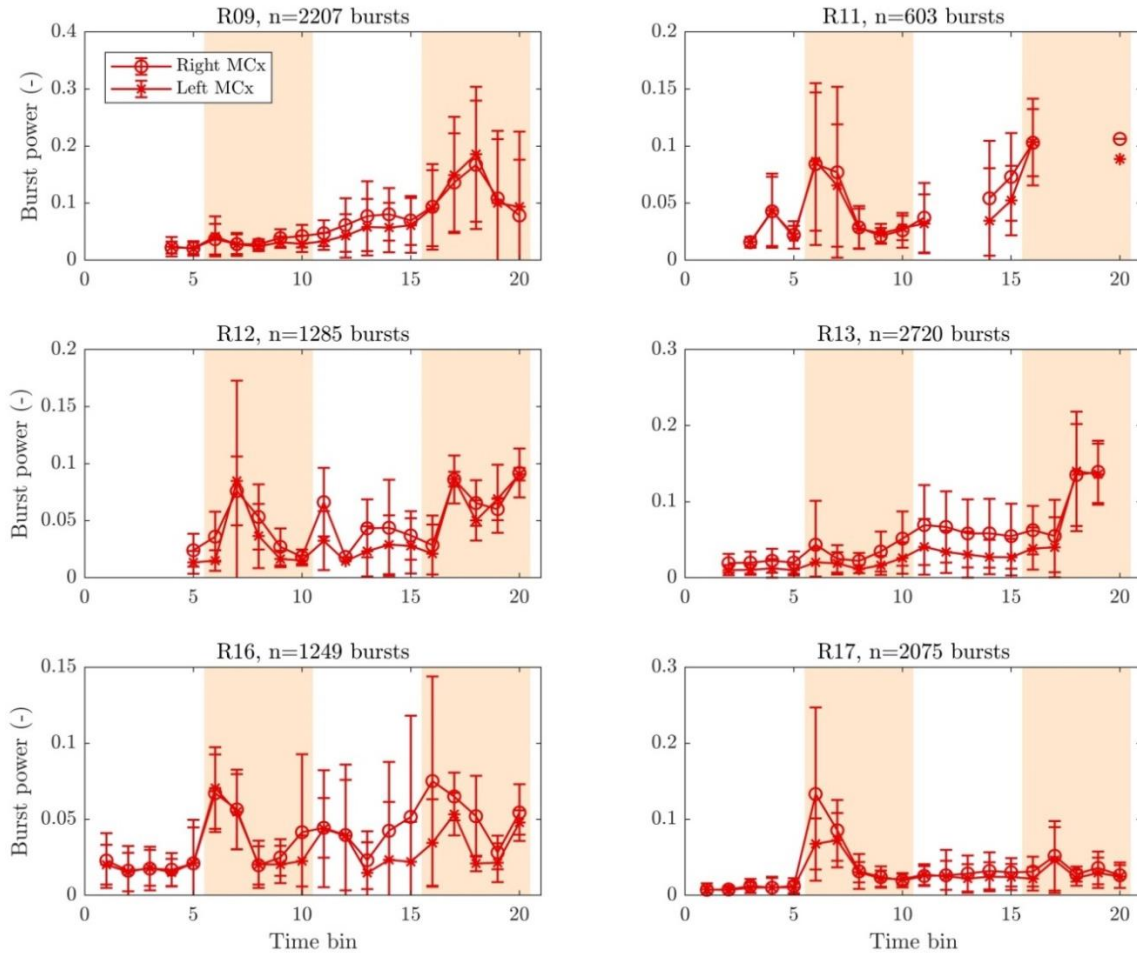 R09, n=2207 bursts
Burst power (-)
0.4
0.3
0.2
0.1
0
Right MCx
Left MCx
0 5 10 15 20
R11, n=603 bursts
0.2
0.15
0.1
0.05
0
0 5 10 15 20
R12, n=1285 bursts
Burst power (-)
0.2
0.15
0.1
0.05
0
0 5 10 15 20
R13, n=2720 bursts
0.3
0.2
0.1
0
0 5 10 15 20
R16, n=1249 bursts
Burst power (-)
0.15
0.1
0.05
0
0 5 10 15 20
Time bin
R17, n=2075 bursts
0.3
0.2
0.1
0
0 5 10 15 20
Time bin